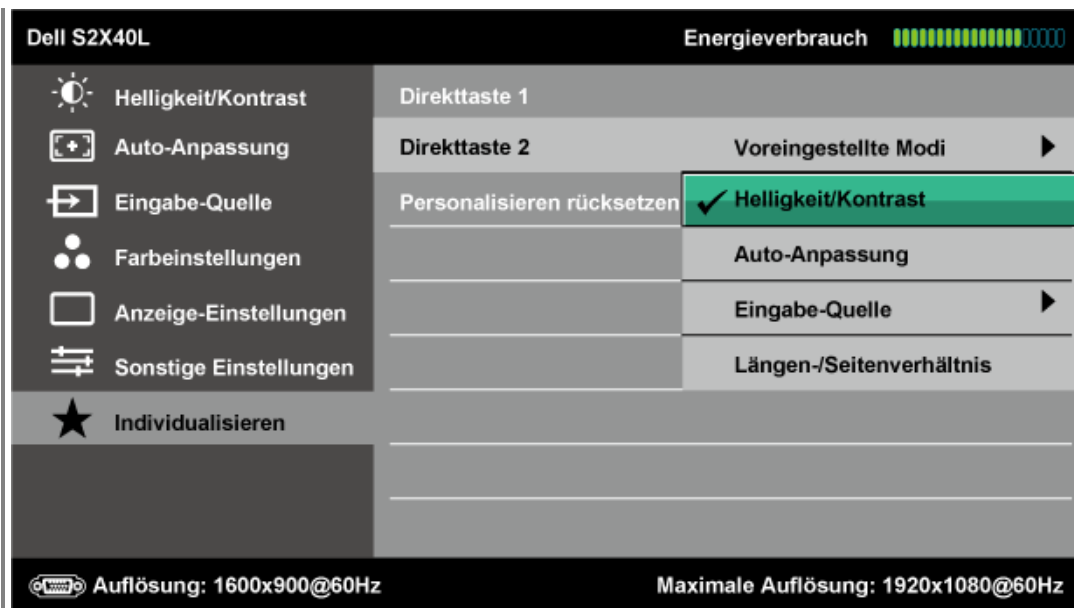 Dell S2X40L Energieverbrauch
Helligkeit/Kontrast Direkttaste 1
Auto-Anpassung Direkttaste 2 Voreingestellte Modi
Eingabe-Quelle Personalisieren rücksetzen Helligkeit/Kontrast
Farbeinstellungen Auto-Anpassung
Anzeige-Einstellungen Eingabe-Quelle
Sonstige Einstellungen Längen-/Seitenverhältnis
Individualisieren
Auflösung: 1600x900@60Hz Maximale Auflösung: 1920x1080@60Hz